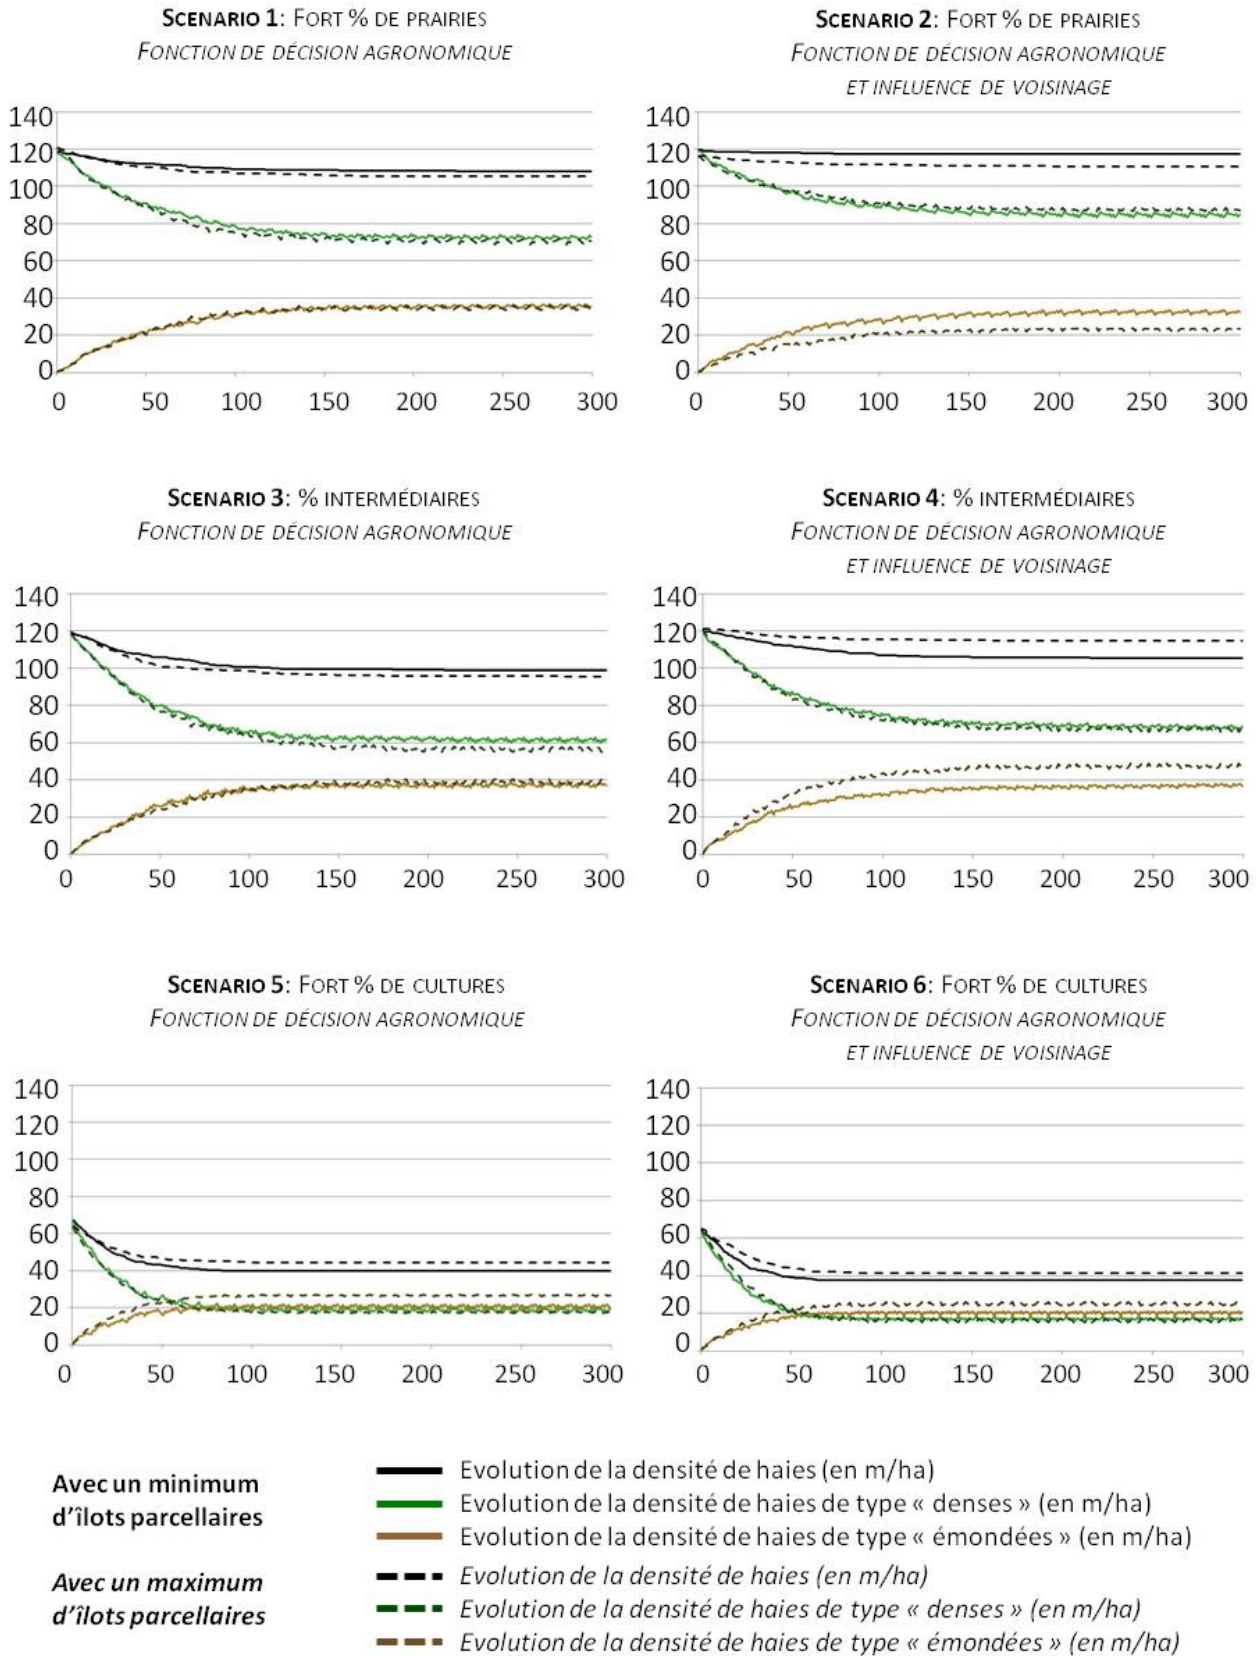 SCENARIO 1: FORT % DE PRAIRIES
FONCTION DE DÉCISION AGRONOMIQUE
140
120
100
80
60
40
20
0
0 50 100 150 200 250 300
SCENARIO 2: FORT % DE PRAIRIES
FONCTION DE DÉCISION AGRONOMIQUE
ET INFLUENCE DE VOISINAGE
140
120
100
80
60
40
20
0
0 50 100 150 200 250 300
SCENARIO 3: % INTERMÉDIAIRES
FONCTION DE DÉCISION AGRONOMIQUE
140
120
100
80
60
40
20
0
0 50 100 150 200 250 300
SCENARIO 4: % INTERMÉDIAIRES
FONCTION DE DÉCISION AGRONOMIQUE
ET INFLUENCE DE VOISINAGE
140
120
100
80
60
40
20
0
0 50 100 150 200 250 300
SCENARIO 5: FORT % DE CULTURES
FONCTION DE DÉCISION AGRONOMIQUE
140
120
100
80
60
40
20
0
0 50 100 150 200 250 300
SCENARIO 6: FORT % DE CULTURES
FONCTION DE DÉCISION AGRONOMIQUE
ET INFLUENCE DE VOISINAGE
140
120
100
80
60
40
20
0
0 50 100 150 200 250 300
Avec un minimum
d'îlots parcellaires
Evolution de la densité de haies (en m/ha)
Evolution de la densité de haies de type « denses » (en m/ha)
Evolution de la densité de haies de type « émondées » (en m/ha)
Avec un maximum
d'îlots parcellaires
Evolution de la densité de haies (en m/ha)
Evolution de la densité de haies de type « denses » (en m/ha)
Evolution de la densité de haies de type « émondées » (en m/ha)